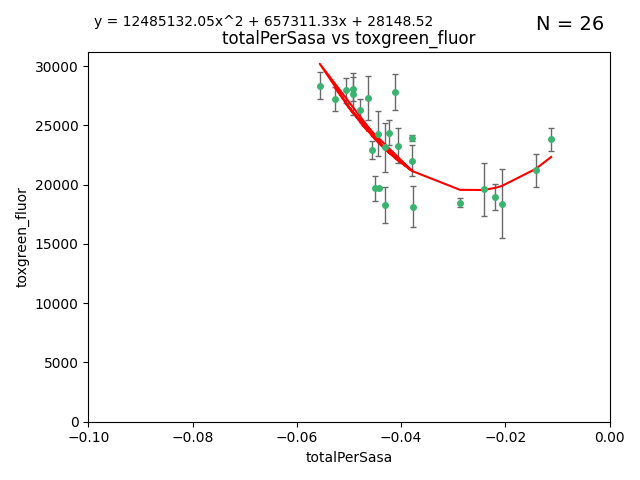 y = 12485132.05x^2 + 657311.33x + 28148.52
N = 26
totalPerSasa vs toxgreen_fluor
30000
25000
20000
15000
10000
5000
0
toxgreen_fluor
−0.10
−0.08
−0.06
−0.04
−0.02
0.00
totalPerSasa